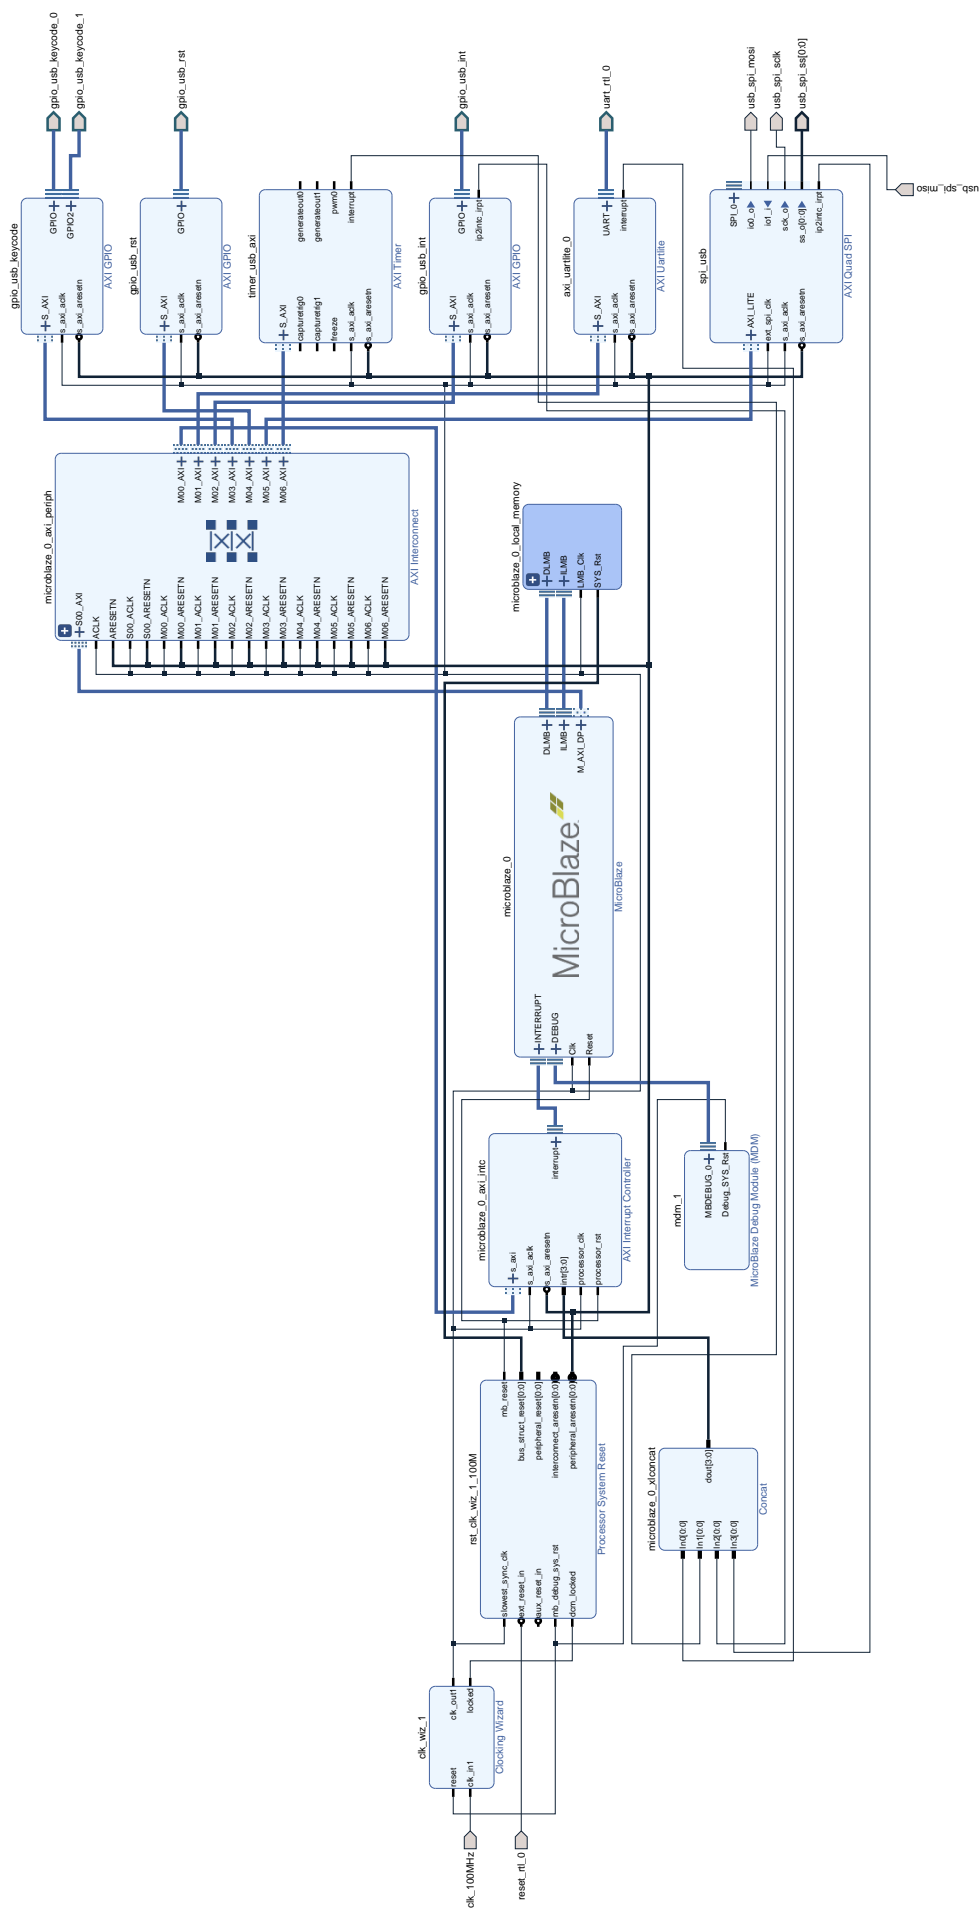 clk_100MHz
reset_rtl_0
clk_wiz_1
reset
clk_in1
clk_out1
locked
Clocking Wizard
rst_clk_wiz_1_100M
slowest_sync_clk
ext_reset_in
aux_reset_in
mb_debug_sys_rst
dcm_locked
mb_reset
bus_struct_reset[0:0]
peripheral_reset[0:0]
interconnect_aresetn[0:0]
peripheral_aresetn[0:0]
Processor System Reset
microblaze_0_xlconcat
In0[0:0]
In1[0:0]
In2[0:0]
In3[0:0]
dout[3:0]
Concat
microblaze_0_axi_intc
s_axi
s_axi_aclk
s_axi_aresetn
intr[3:0]
processor_clk
processor_rst
interrupt
AXI Interrupt Controller
mdm_1
MBDEBUG_0
Debug_SYS_Rst
MicroBlaze Debug Module (MDM)
microblaze_0
INTERRUPT
DEBUG
Clk
Reset
MicroBlaze
DLMB
ILMB
M_AXI_DP
MicroBlaze
microblaze_0_axi_periph
S00_AXI
ACLK
ARESETN
S00_ACLK
S00_ARESETN
M00_ACLK
M00_ARESETN
M01_ACLK
M01_ARESETN
M02_ACLK
M02_ARESETN
M03_ACLK
M03_ARESETN
M04_ACLK
M04_ARESETN
M05_ACLK
M05_ARESETN
M06_ACLK
M06_ARESETN
M00_AXI
M01_AXI
M02_AXI
M03_AXI
M04_AXI
M05_AXI
M06_AXI
AXI Interconnect
microblaze_0_local_memory
DLMB
ILMB
LMB_Clk
SYS_Rst
gpio_usb_keycode
S_AXI
s_axi_aclk
s_axi_aresetn
GPIO
GPIO2
AXI GPIO
gpio_usb_rst
S_AXI
s_axi_aclk
s_axi_aresetn
GPIO
AXI GPIO
timer_usb_axi
S_AXI
capturetrig0
capturetrig1
freeze
s_axi_aclk
s_axi_aresetn
generateout0
generateout1
pwm0
interrupt
AXI Timer
gpio_usb_int
S_AXI
s_axi_aclk
s_axi_aresetn
GPIO
ip2intc_irpt
AXI GPIO
axi_uartlite_0
S_AXI
s_axi_aclk
s_axi_aresetn
UART
interrupt
AXI Uartlite
spi_usb
AXI_LITE
ext_spi_clk
s_axi_aclk
s_axi_aresetn
SPI_0
io0_o
io1_i
sck_o
ss_o[0:0]
ip2intc_irpt
AXI Quad SPI
gpio_usb_keycode_0
gpio_usb_keycode_1
gpio_usb_rst
gpio_usb_int
uart_rtl_0
usb_spi_mosi
usb_spi_sclk
usb_spi_ss[0:0]
usb_spi_miso